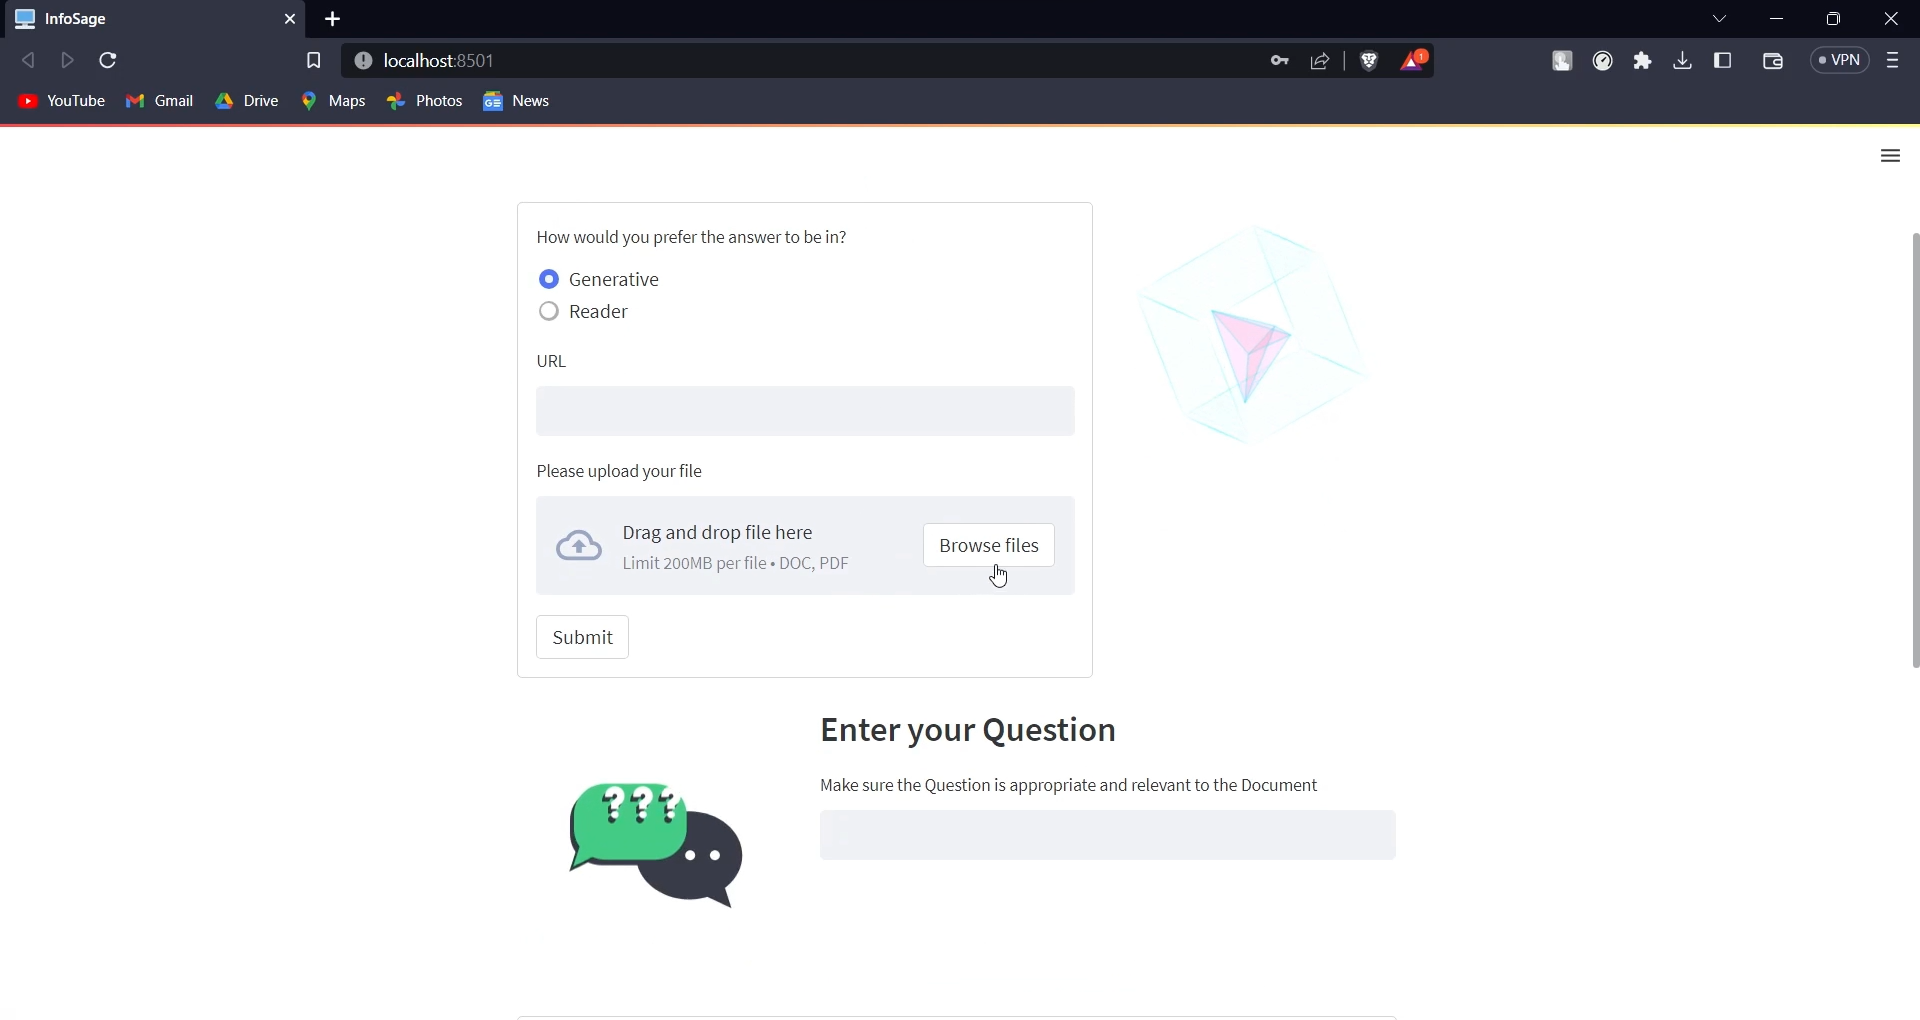 InfoSage
localhost:8501
1
VPN
YouTube
Gmail
Drive
Maps
Photos
GE
News
How would you prefer the answer to be in?
Generative
Reader
URL
Please upload your file
Drag and drop file here
Limit 200MB per file • DOC, PDF
Browse files
Submit
Enter your Question
Make sure the Question is appropriate and relevant to the Document
???